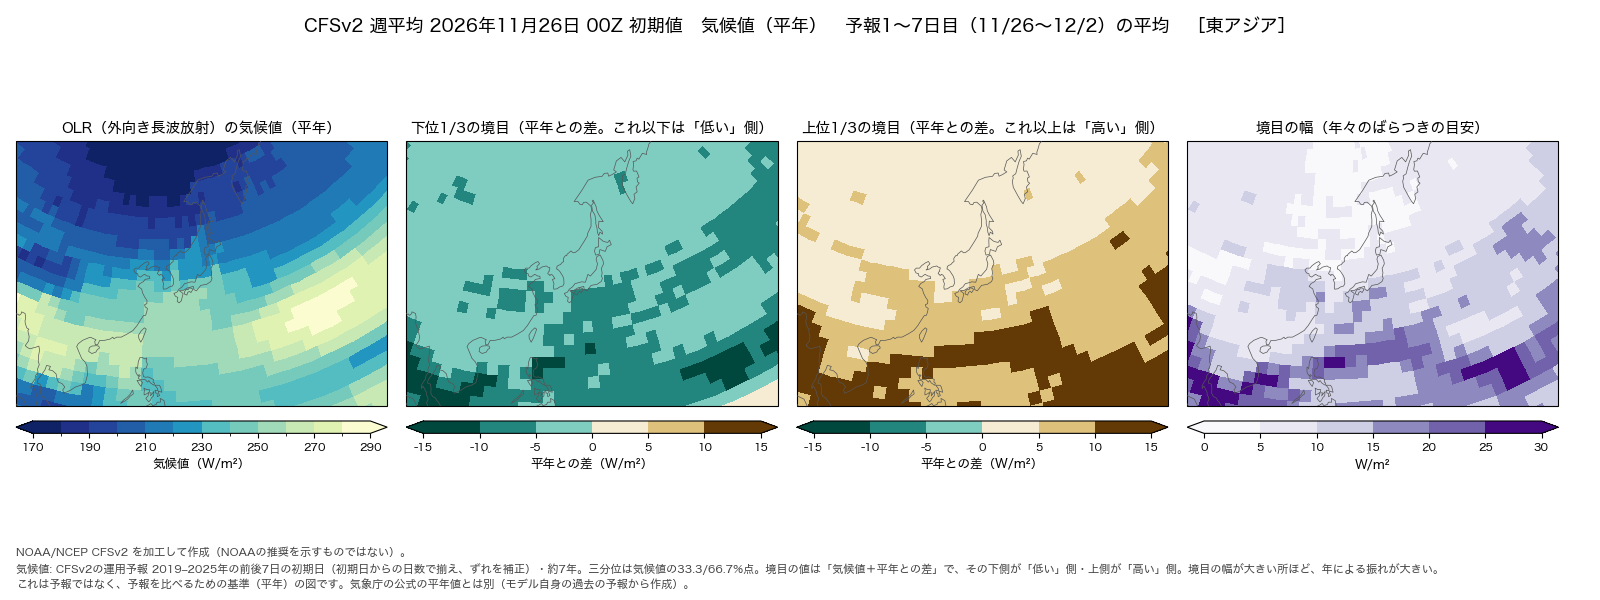 CFSv2 週平均 2026年11月26日 00Z 初期値　気候値（平年）　予報1〜7日目（11/26〜12/2）の平均　［東アジア］
OLR（外向き長波放射）の気候値（平年）
下位1/3の境目（平年との差。これ以下は「低い」側）
上位1/3の境目（平年との差。これ以上は「高い」側）
境目の幅（年々のばらつきの目安）
170 190 210 230 250 270 290
気候値（W/m²）
-15 -10 -5 0 5 10 15
平年との差（W/m²）
-15 -10 -5 0 5 10 15
平年との差（W/m²）
0 5 10 15 20 25 30
W/m²
NOAA/NCEP CFSv2 を加工して作成（NOAAの推奨を示すものではない）。
気候値: CFSv2の運用予報 2019–2025年の前後7日の初期日（初期日からの日数で揃え、ずれを補正）・約7年。三分位は気候値の33.3/66.7%点。境目の値は「気候値＋平年との差」で、その下側が「低い」側・上側が「高い」側。境目の幅が大きい所ほど、年による振れが大きい。
これは予報ではなく、予報を比べるための基準（平年）の図です。気象庁の公式の平年値とは別（モデル自身の過去の予報から作成）。